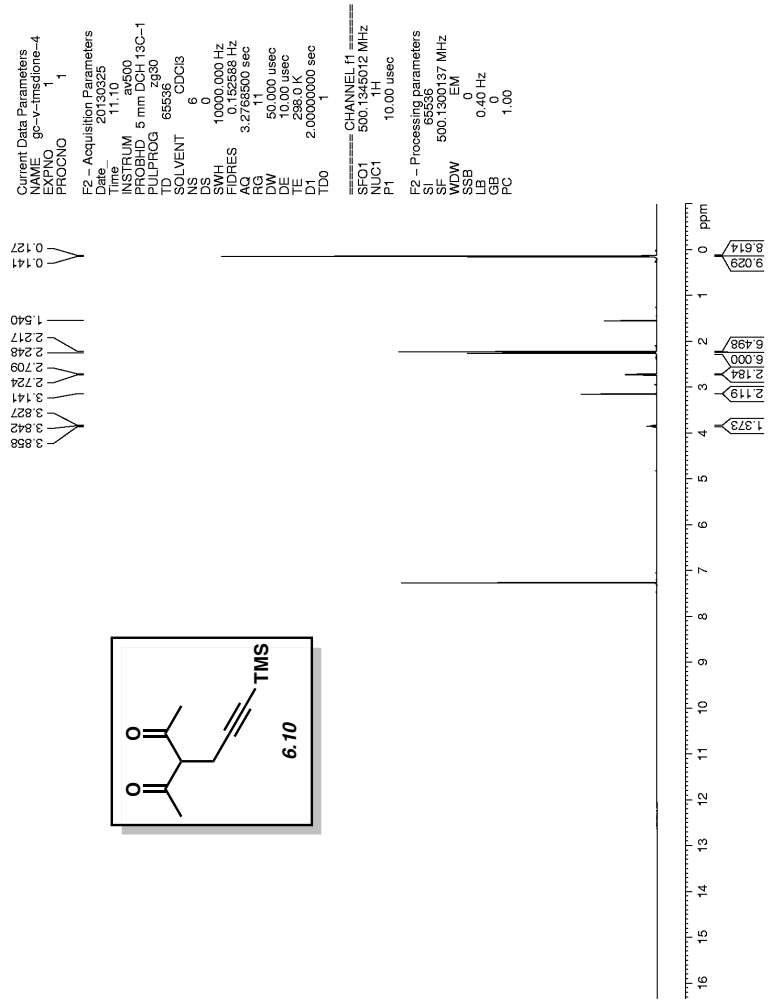 Current Data Parameters
NAME gc-v-tmsdione-4
EXPNO 1
PROCNO 1
F2 - Acquisition Parameters
Date_ 20130325
Time 11.10
INSTRUM av500
PROBHD 5 mm DCH 13C-1
PULPROG zg30
TD 65536
SOLVENT CDCl3
NS 6
DS 0
SWH 10000.000 Hz
FIDRES 0.152588 Hz
AQ 3.2768500 sec
RG 11
DW 50.000 usec
DE 10.00 usec
TE 298.0 K
D1 2.00000000 sec
TD0 1
======== CHANNEL f1 ========
SFO1 500.1345012 MHz
NUC1 1H
P1 10.00 usec
F2 - Processing parameters
SI 65536
SF 500.1300137 MHz
WDW EM
SSB 0
LB 0.40 Hz
GB 0
PC 1.00
0.127
0.141
1.540
2.217
2.248
2.709
2.724
3.141
3.827
3.842
3.858
O
O
TMS
6.10
ppm
0
1
2
3
4
5
6
7
8
9
10
11
12
13
14
15
16
8.614
9.029
6.498
6.000
2.184
2.119
1.373